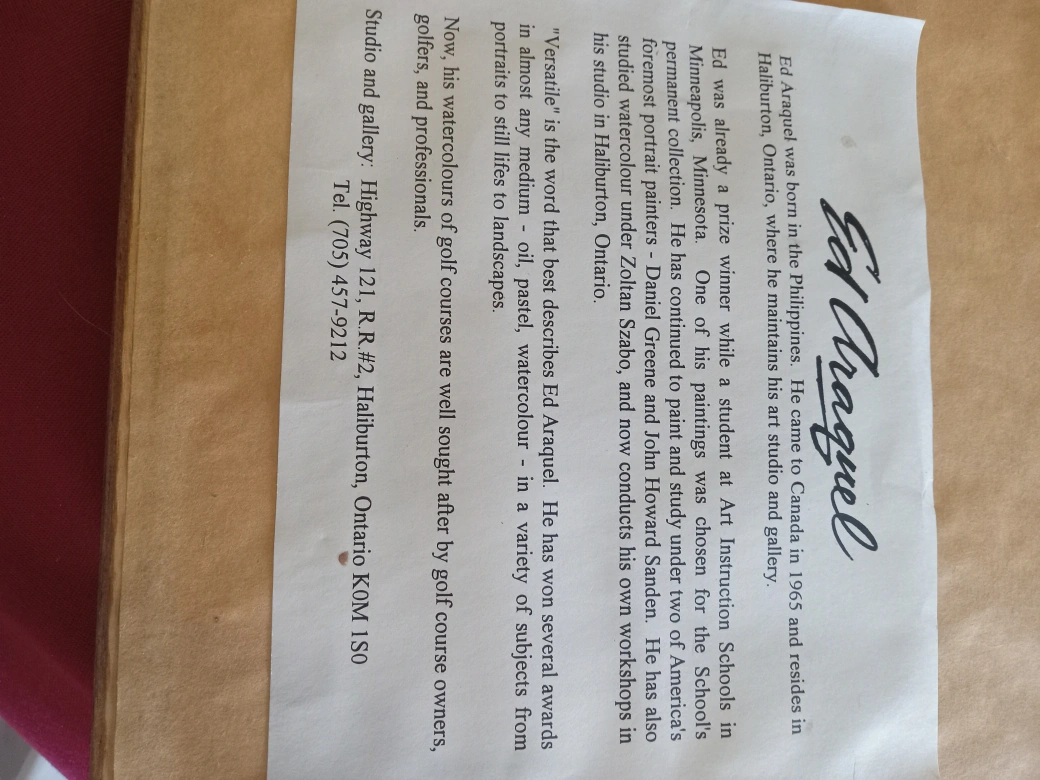 Ed Araquel
Ed Araquel was born in the Philippines. He came to Canada in 1965 and resides in
Haliburton, Ontario, where he maintains his art studio and gallery.
Ed was already a prize winner while a student at Art Instruction Schools in
Minneapolis, Minnesota. One of his paintings was chosen for the School's
permanent collection. He has continued to paint and study under two of America's
foremost portrait painters - Daniel Greene and John Howard Sanden. He has also
studied watercolour under Zoltan Szabo, and now conducts his own workshops in
his studio in Haliburton, Ontario.
"Versatile" is the word that best describes Ed Araquel. He has won several awards
in almost any medium - oil, pastel, watercolour - in a variety of subjects from
portraits to still lifes to landscapes.
Now, his watercolours of golf courses are well sought after by golf course owners,
golfers, and professionals.
Studio and gallery: Highway 121, R.R.#2, Haliburton, Ontario K0M 1S0
Tel. (705) 457-9212